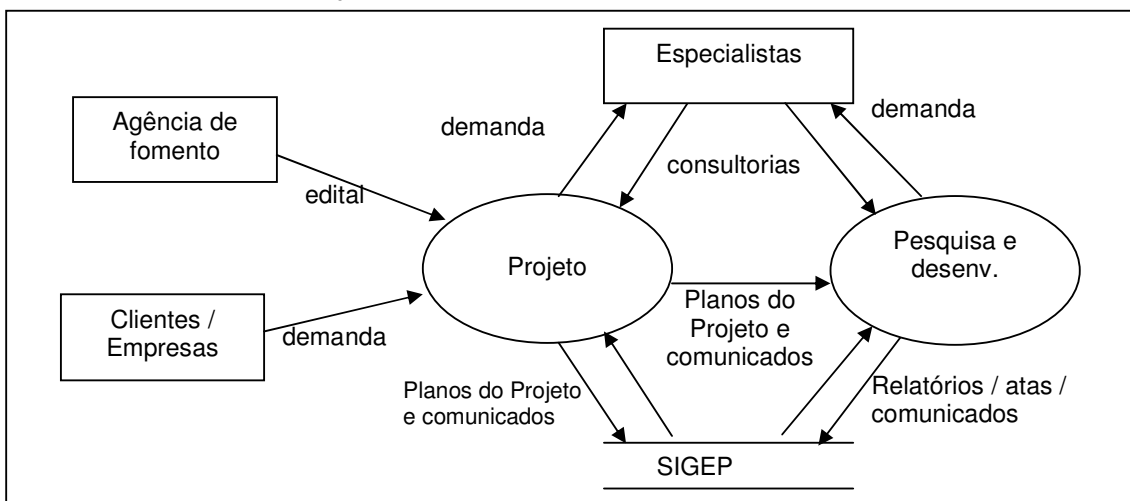 Especialistas
Agência de
fomento
demanda
demanda
consultorias
edital
Projeto
Pesquisa e
desenv.
Clientes /
Empresas
demanda
Planos do
Projeto e
comunicados
Planos do Projeto
e comunicados
Relatórios / atas /
comunicados
SIGEP